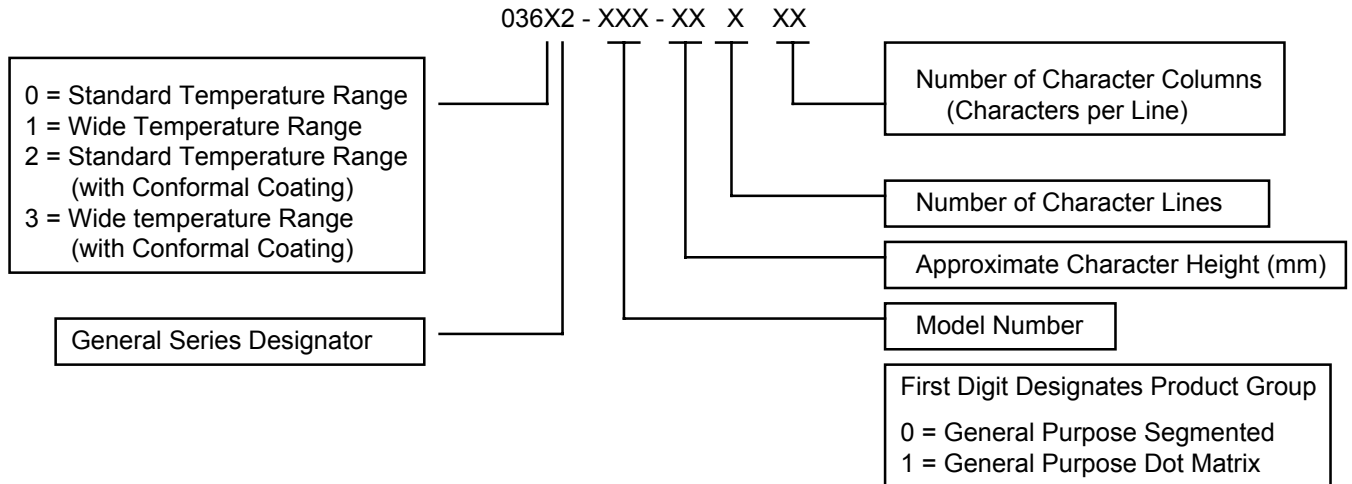 036X2 - XXX - XX X XX
0 = Standard Temperature Range
1 = Wide Temperature Range
2 = Standard Temperature Range
(with Conformal Coating)
3 = Wide temperature Range
(with Conformal Coating)
General Series Designator
Number of Character Columns
(Characters per Line)
Number of Character Lines
Approximate Character Height (mm)
Model Number
First Digit Designates Product Group
0 = General Purpose Segmented
1 = General Purpose Dot Matrix